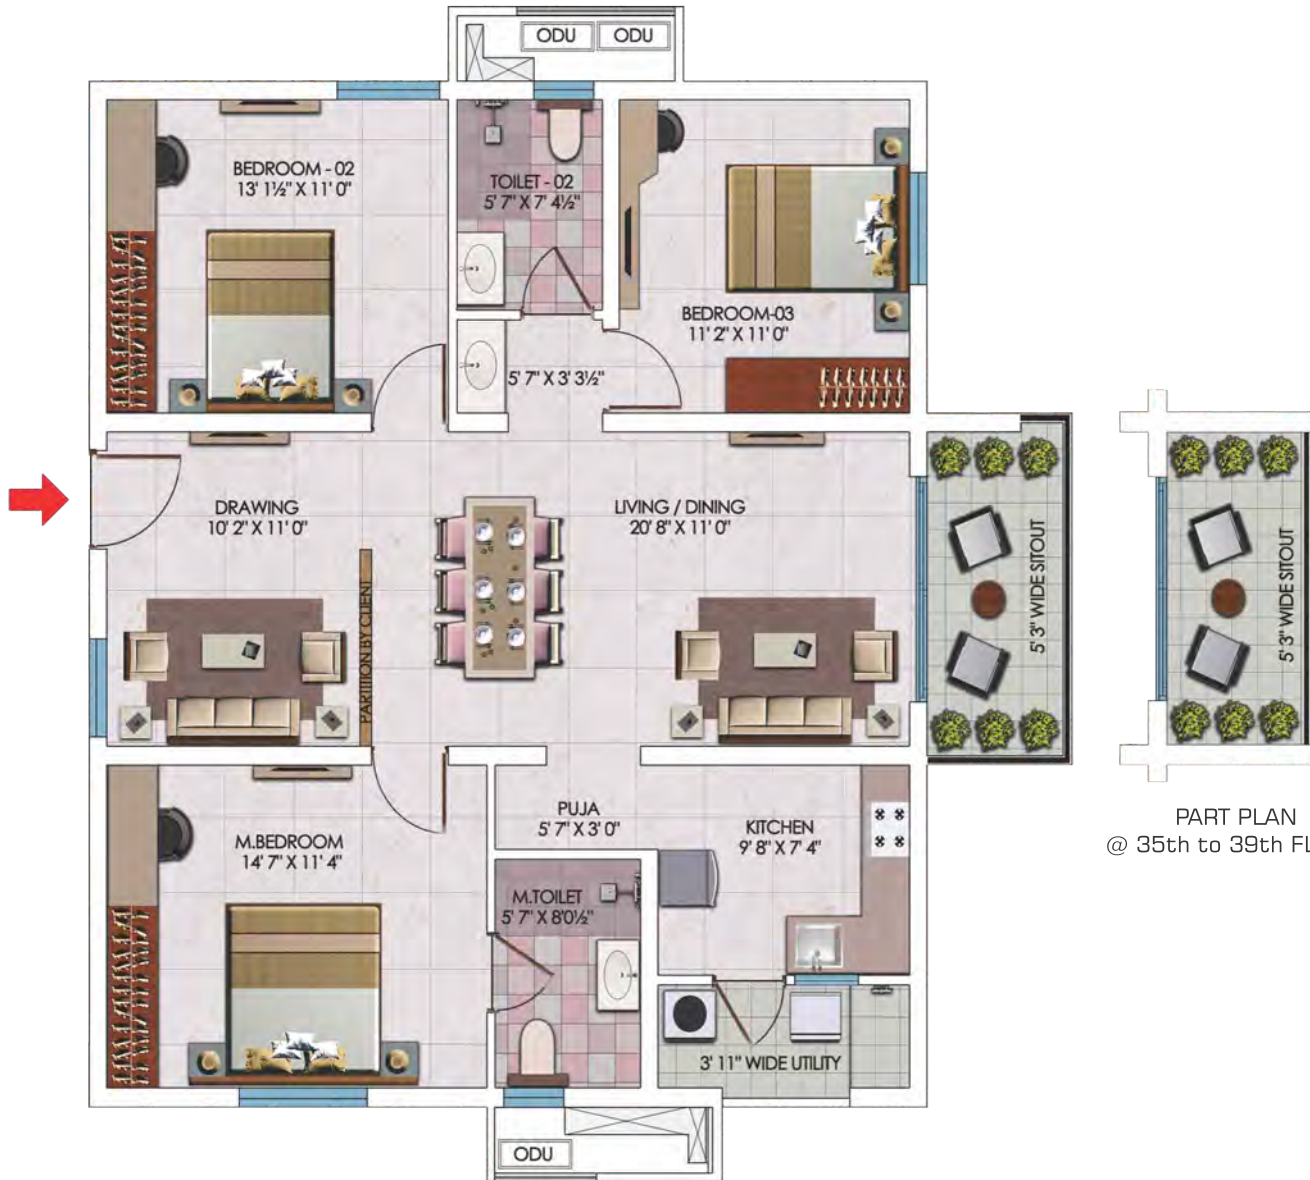 ODU
ODU
BEDROOM - 02
13' 1½" X 11' 0"
TOILET - 02
5' 7" X 7' 4½"
BEDROOM-03
11' 2" X 11' 0"
5' 7" X 3' 3½"
DRAWING
10' 2" X 11' 0"
LIVING / DINING
20' 8" X 11' 0"
PARTITION BY CLIENT
5' 3" WIDE SITOUT
5' 3" WIDE SITOUT
PART PLAN
@ 35th to 39th FL
M.BEDROOM
14' 7" X 11' 4"
PUJA
5' 7" X 3' 0"
KITCHEN
9' 8" X 7' 4"
M.TOILET
5' 7" X 8'0½"
3' 11" WIDE UTILITY
ODU